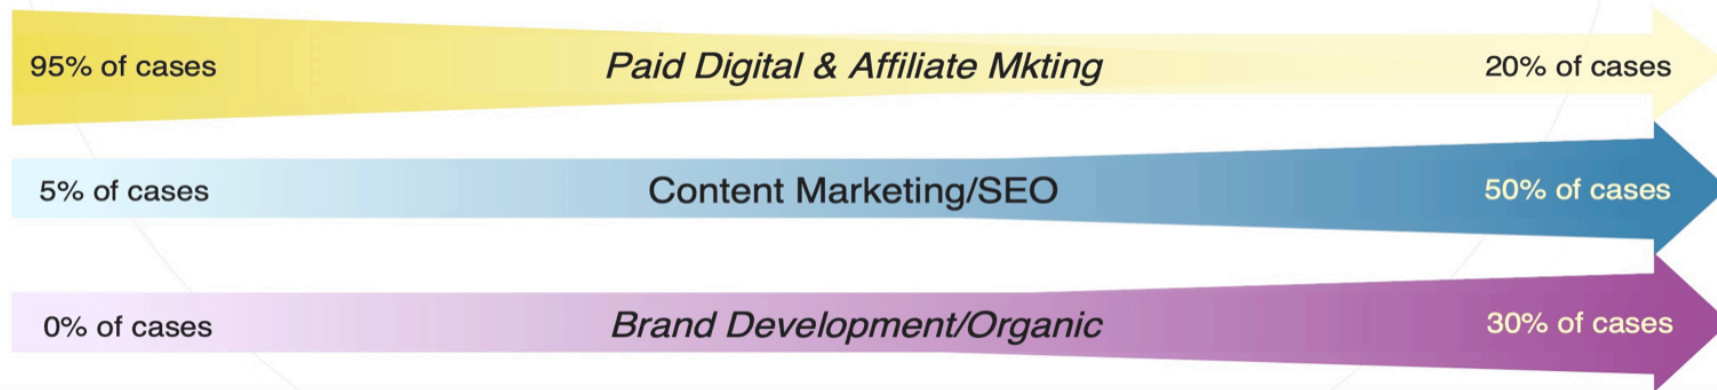 95% of cases Paid Digital & Affiliate Mkting 20% of cases
5% of cases Content Marketing/SEO 50% of cases
0% of cases Brand Development/Organic 30% of cases